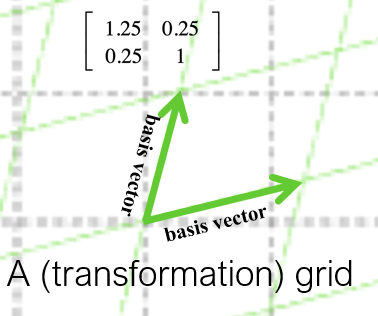 1.25 0.25
0.25 1
basis vector
basis vector
A (transformation) grid